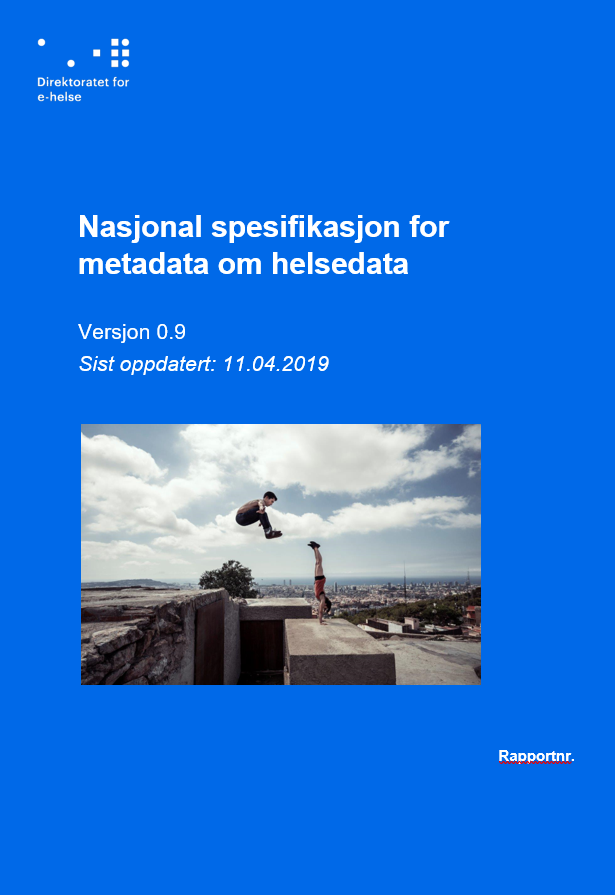 Direktoratet for
e-helse
Nasjonal spesifikasjon for
metadata om helsedata
Versjon 0.9
Sist oppdatert: 11.04.2019
Rapportnr.